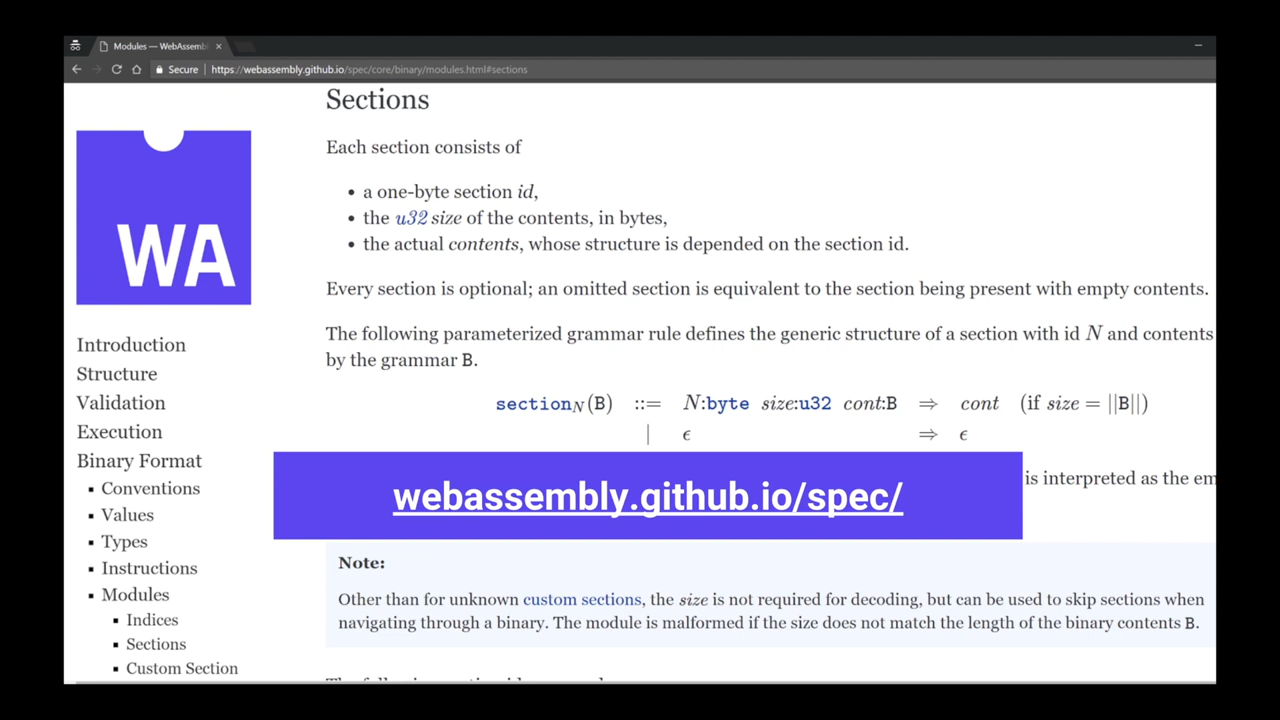 Modules — WebAssembl
Secure | https://webassembly.github.io/spec/core/binary/modules.html#sections
WA
Introduction
Structure
Validation
Execution
Binary Format
Conventions
Values
Types
Instructions
Modules
Indices
Sections
Custom Section
Sections
Each section consists of
• a one-byte section id,
• the u32 size of the contents, in bytes,
• the actual contents, whose structure is depended on the section id.
Every section is optional; an omitted section is equivalent to the section being present with empty contents.
The following parameterized grammar rule defines the generic structure of a section with id N and contents
by the grammar B.
section_N(B) ::= N:byte size:u32 cont:B ⇒ cont (if size = ||B||)
| ϵ ⇒ ϵ
is interpreted as the em
webassembly.github.io/spec/
Note:
Other than for unknown custom sections, the size is not required for decoding, but can be used to skip sections when
navigating through a binary. The module is malformed if the size does not match the length of the binary contents B.